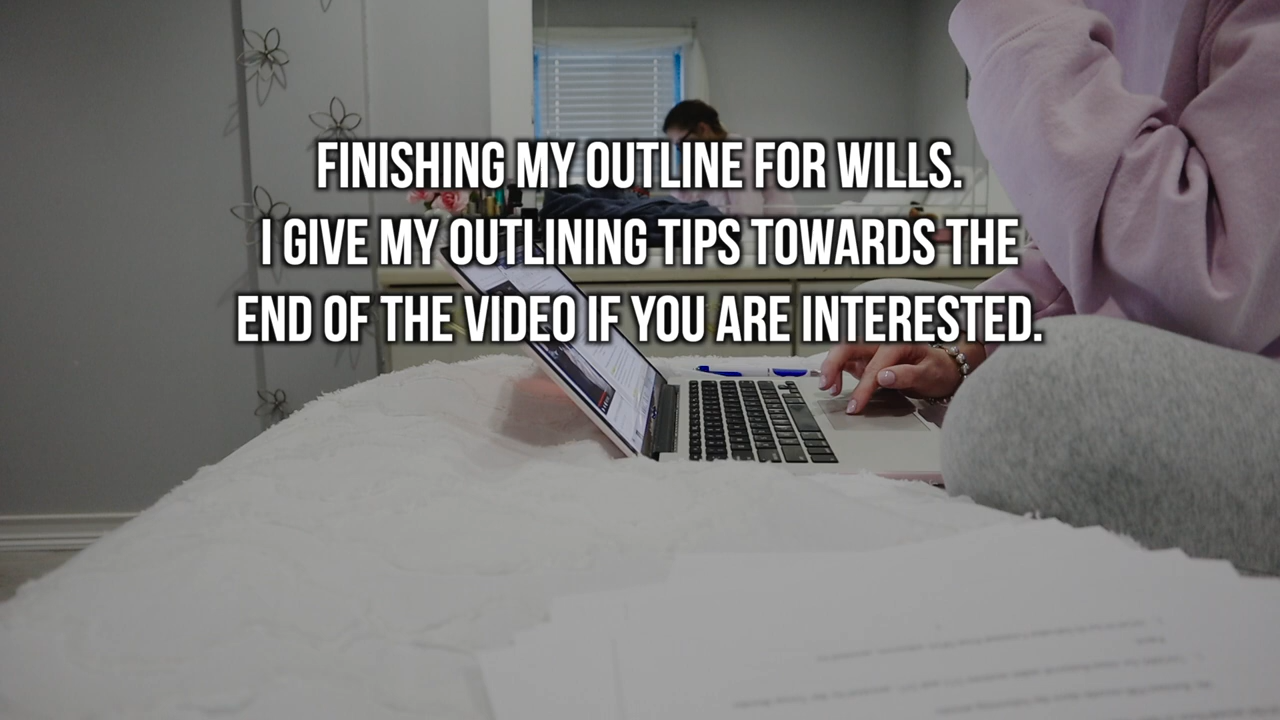 FINISHING MY OUTLINE FOR WILLS.
I GIVE MY OUTLINING TIPS TOWARDS THE
END OF THE VIDEO IF YOU ARE INTERESTED.